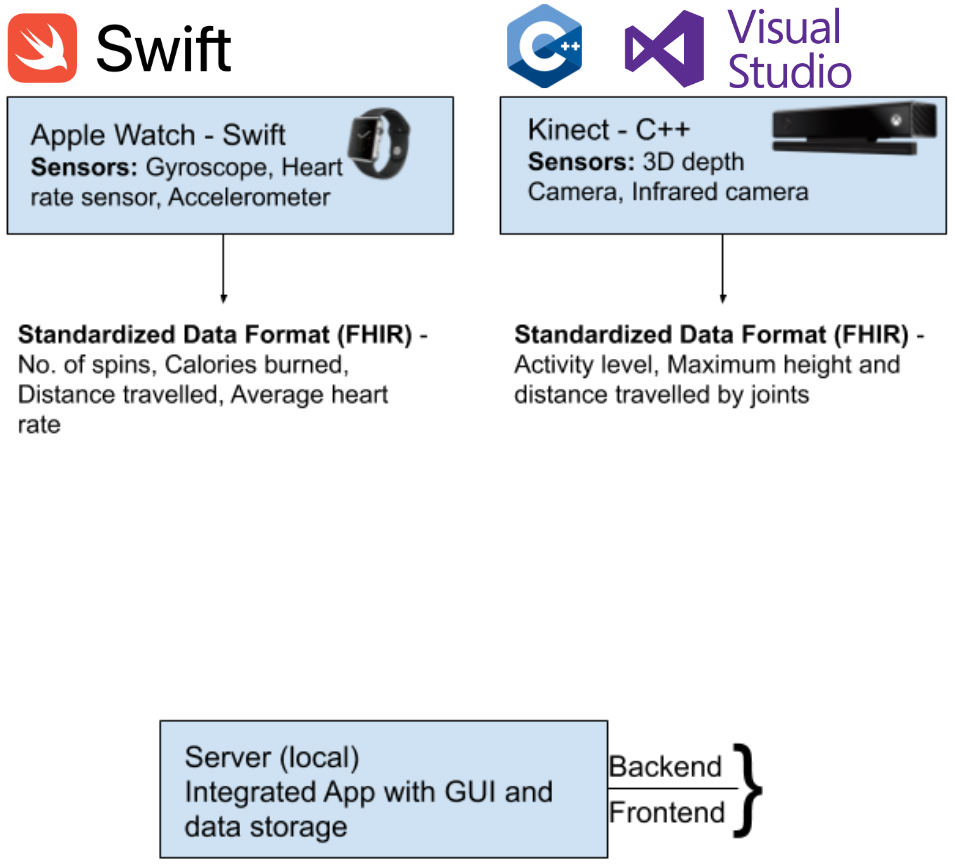 Swift
C++
Visual
Studio
Apple Watch - Swift
Sensors: Gyroscope, Heart
rate sensor, Accelerometer
Kinect - C++
Sensors: 3D depth
Camera, Infrared camera
Standardized Data Format (FHIR) -
No. of spins, Calories burned,
Distance travelled, Average heart
rate
Standardized Data Format (FHIR) -
Activity level, Maximum height and
distance travelled by joints
Server (local)
Integrated App with GUI and
data storage
Backend
Frontend